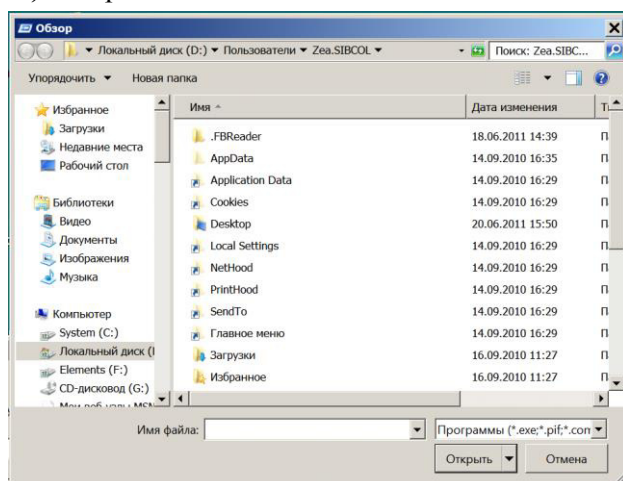 Обзор
Локальный диск (D:) Пользователи Zea.SIBCOL
Поиск: Zea.SIBC...
Упорядочить Новая папка
Избранное
Загрузки
Недавние места
Рабочий стол
Библиотеки
Видео
Документы
Изображения
Музыка
Компьютер
System (C:)
Локальный диск (I
Elements (F:)
CD-дисковод (G:)
Имя Дата изменения
.FBReader 18.06.2011 14:39 П
AppData 14.09.2010 16:35 П
Application Data 14.09.2010 16:29 П
Cookies 14.09.2010 16:29 П
Desktop 20.06.2011 15:50 П
Local Settings 14.09.2010 16:29 П
NetHood 14.09.2010 16:29 П
PrintHood 14.09.2010 16:29 П
SendTo 14.09.2010 16:29 П
Главное меню 14.09.2010 16:29 П
Загрузки 16.09.2010 11:27 П
Избранное 16.09.2010 11:27 П
Имя файла:
Программы (*.exe;*.pif;*.con
Открыть Отмена